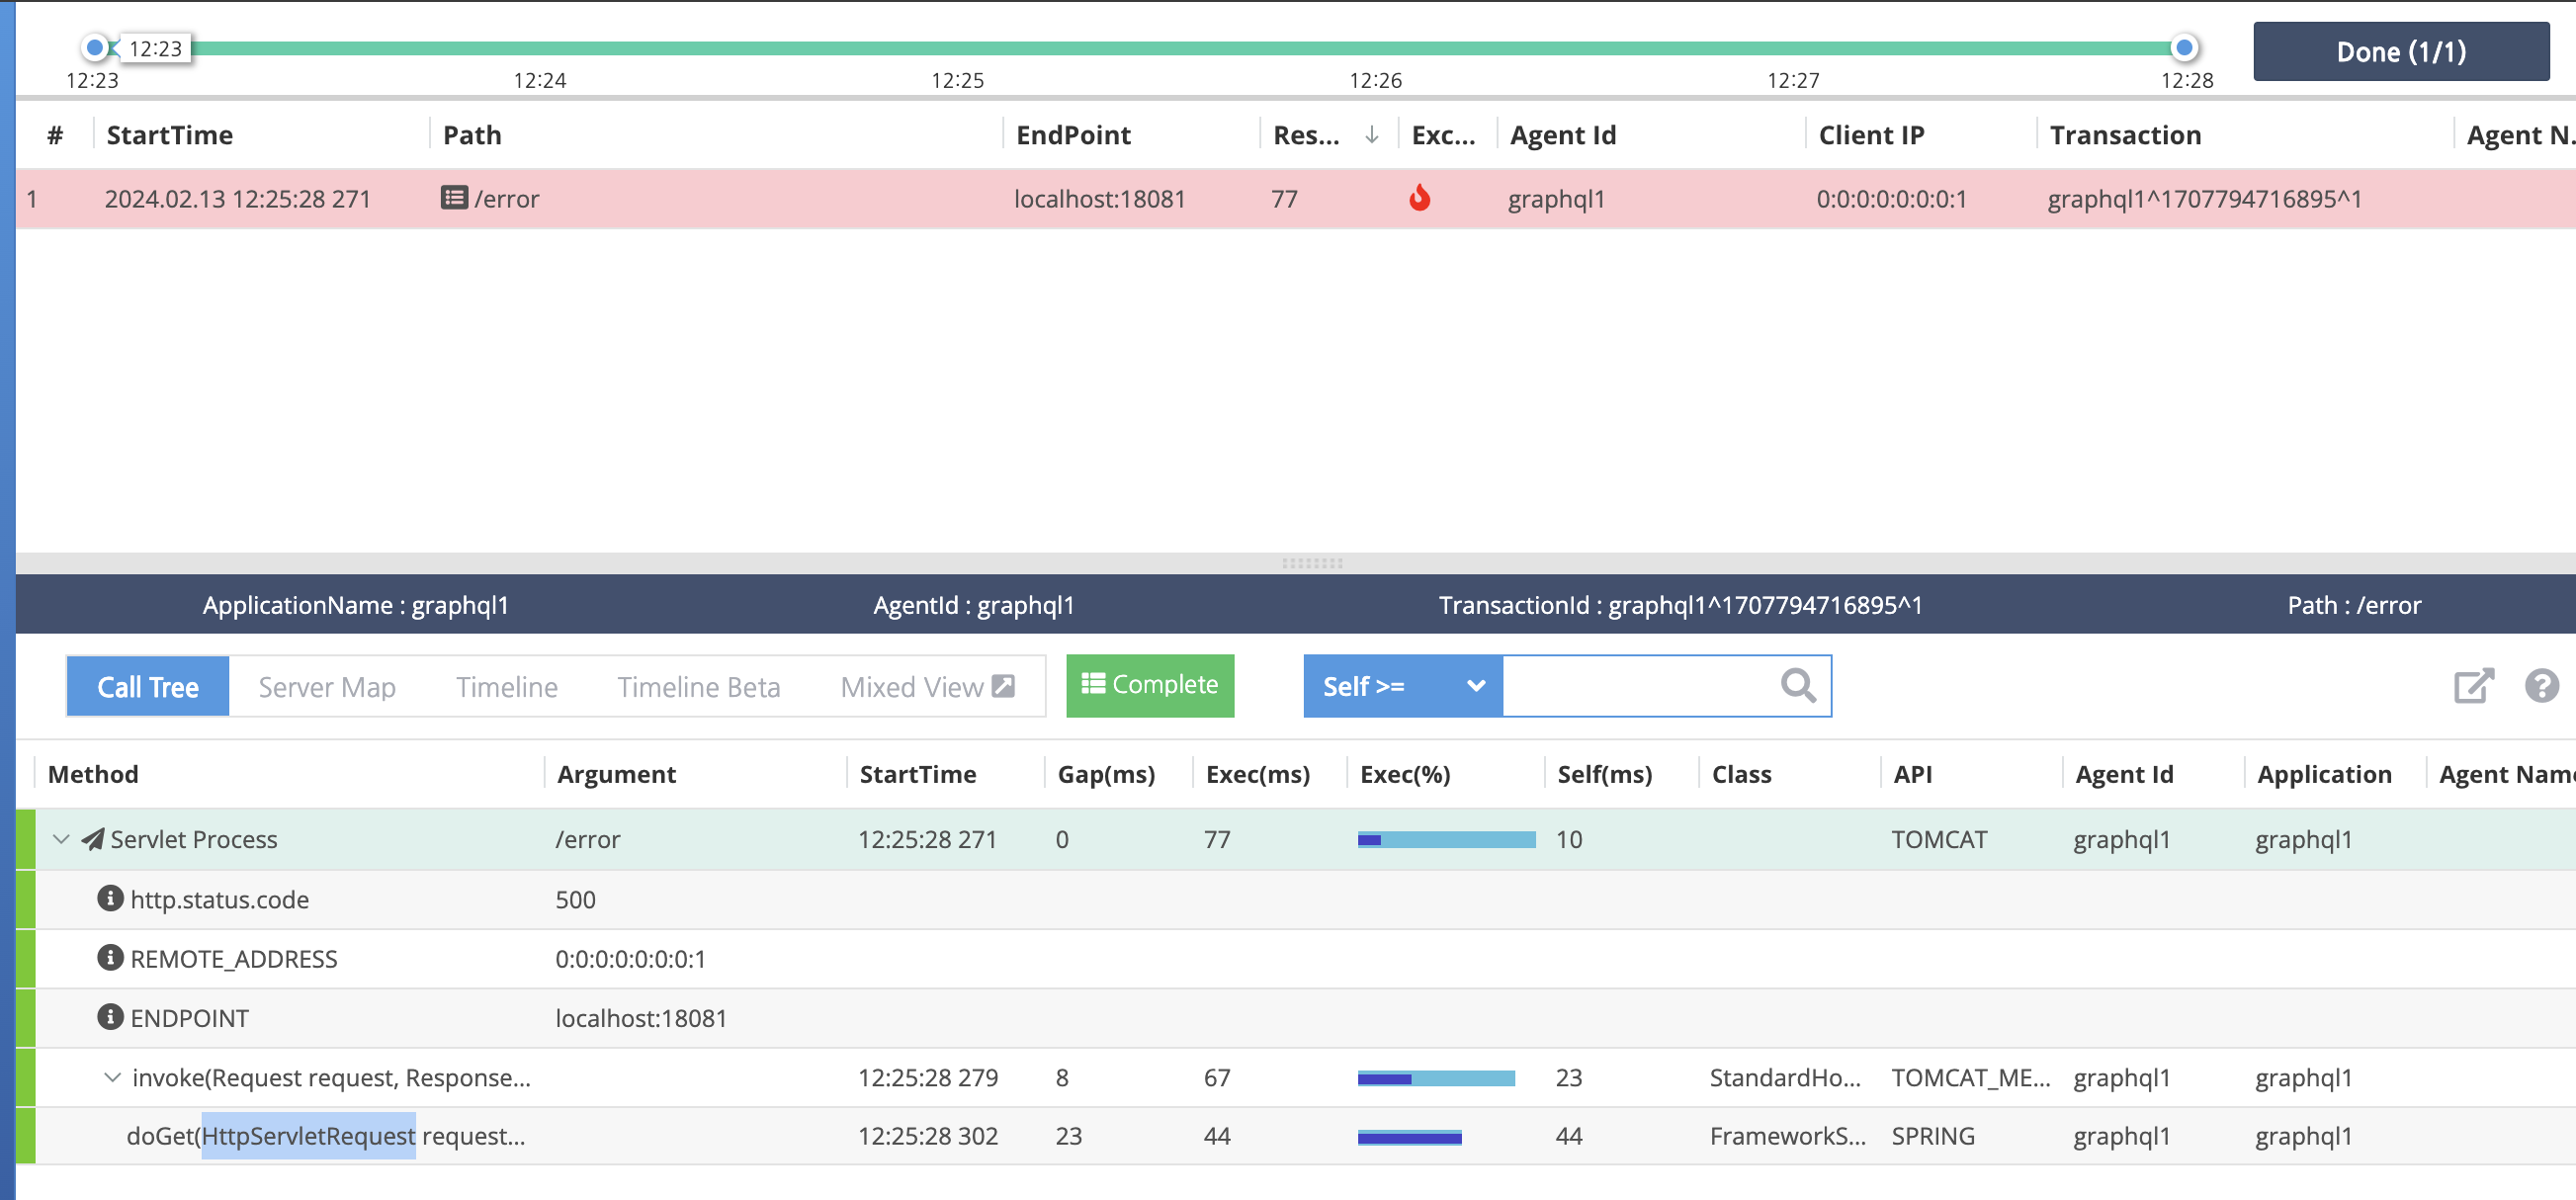 12:23
12:23 12:24 12:25 12:26 12:27 12:28
Done (1/1)
# StartTime Path EndPoint Res... Exc... Agent Id Client IP Transaction Agent N.
1 2024.02.13 12:25:28 271 /error localhost:18081 77 graphql1 0:0:0:0:0:0:0:1 graphql1^1707794716895^1
ApplicationName : graphql1 AgentId : graphql1 TransactionId : graphql1^1707794716895^1 Path : /error
Call Tree Server Map Timeline Timeline Beta Mixed View Complete Self >=
Method Argument StartTime Gap(ms) Exec(ms) Exec(%) Self(ms) Class API Agent Id Application Agent Name
Servlet Process /error 12:25:28 271 0 77 10 TOMCAT graphql1 graphql1
http.status.code 500
REMOTE_ADDRESS 0:0:0:0:0:0:0:1
ENDPOINT localhost:18081
invoke(Request request, Response... 12:25:28 279 8 67 23 StandardHo... TOMCAT_ME... graphql1 graphql1
doGet(HttpServletRequest request... 12:25:28 302 23 44 44 FrameworkS... SPRING graphql1 graphql1